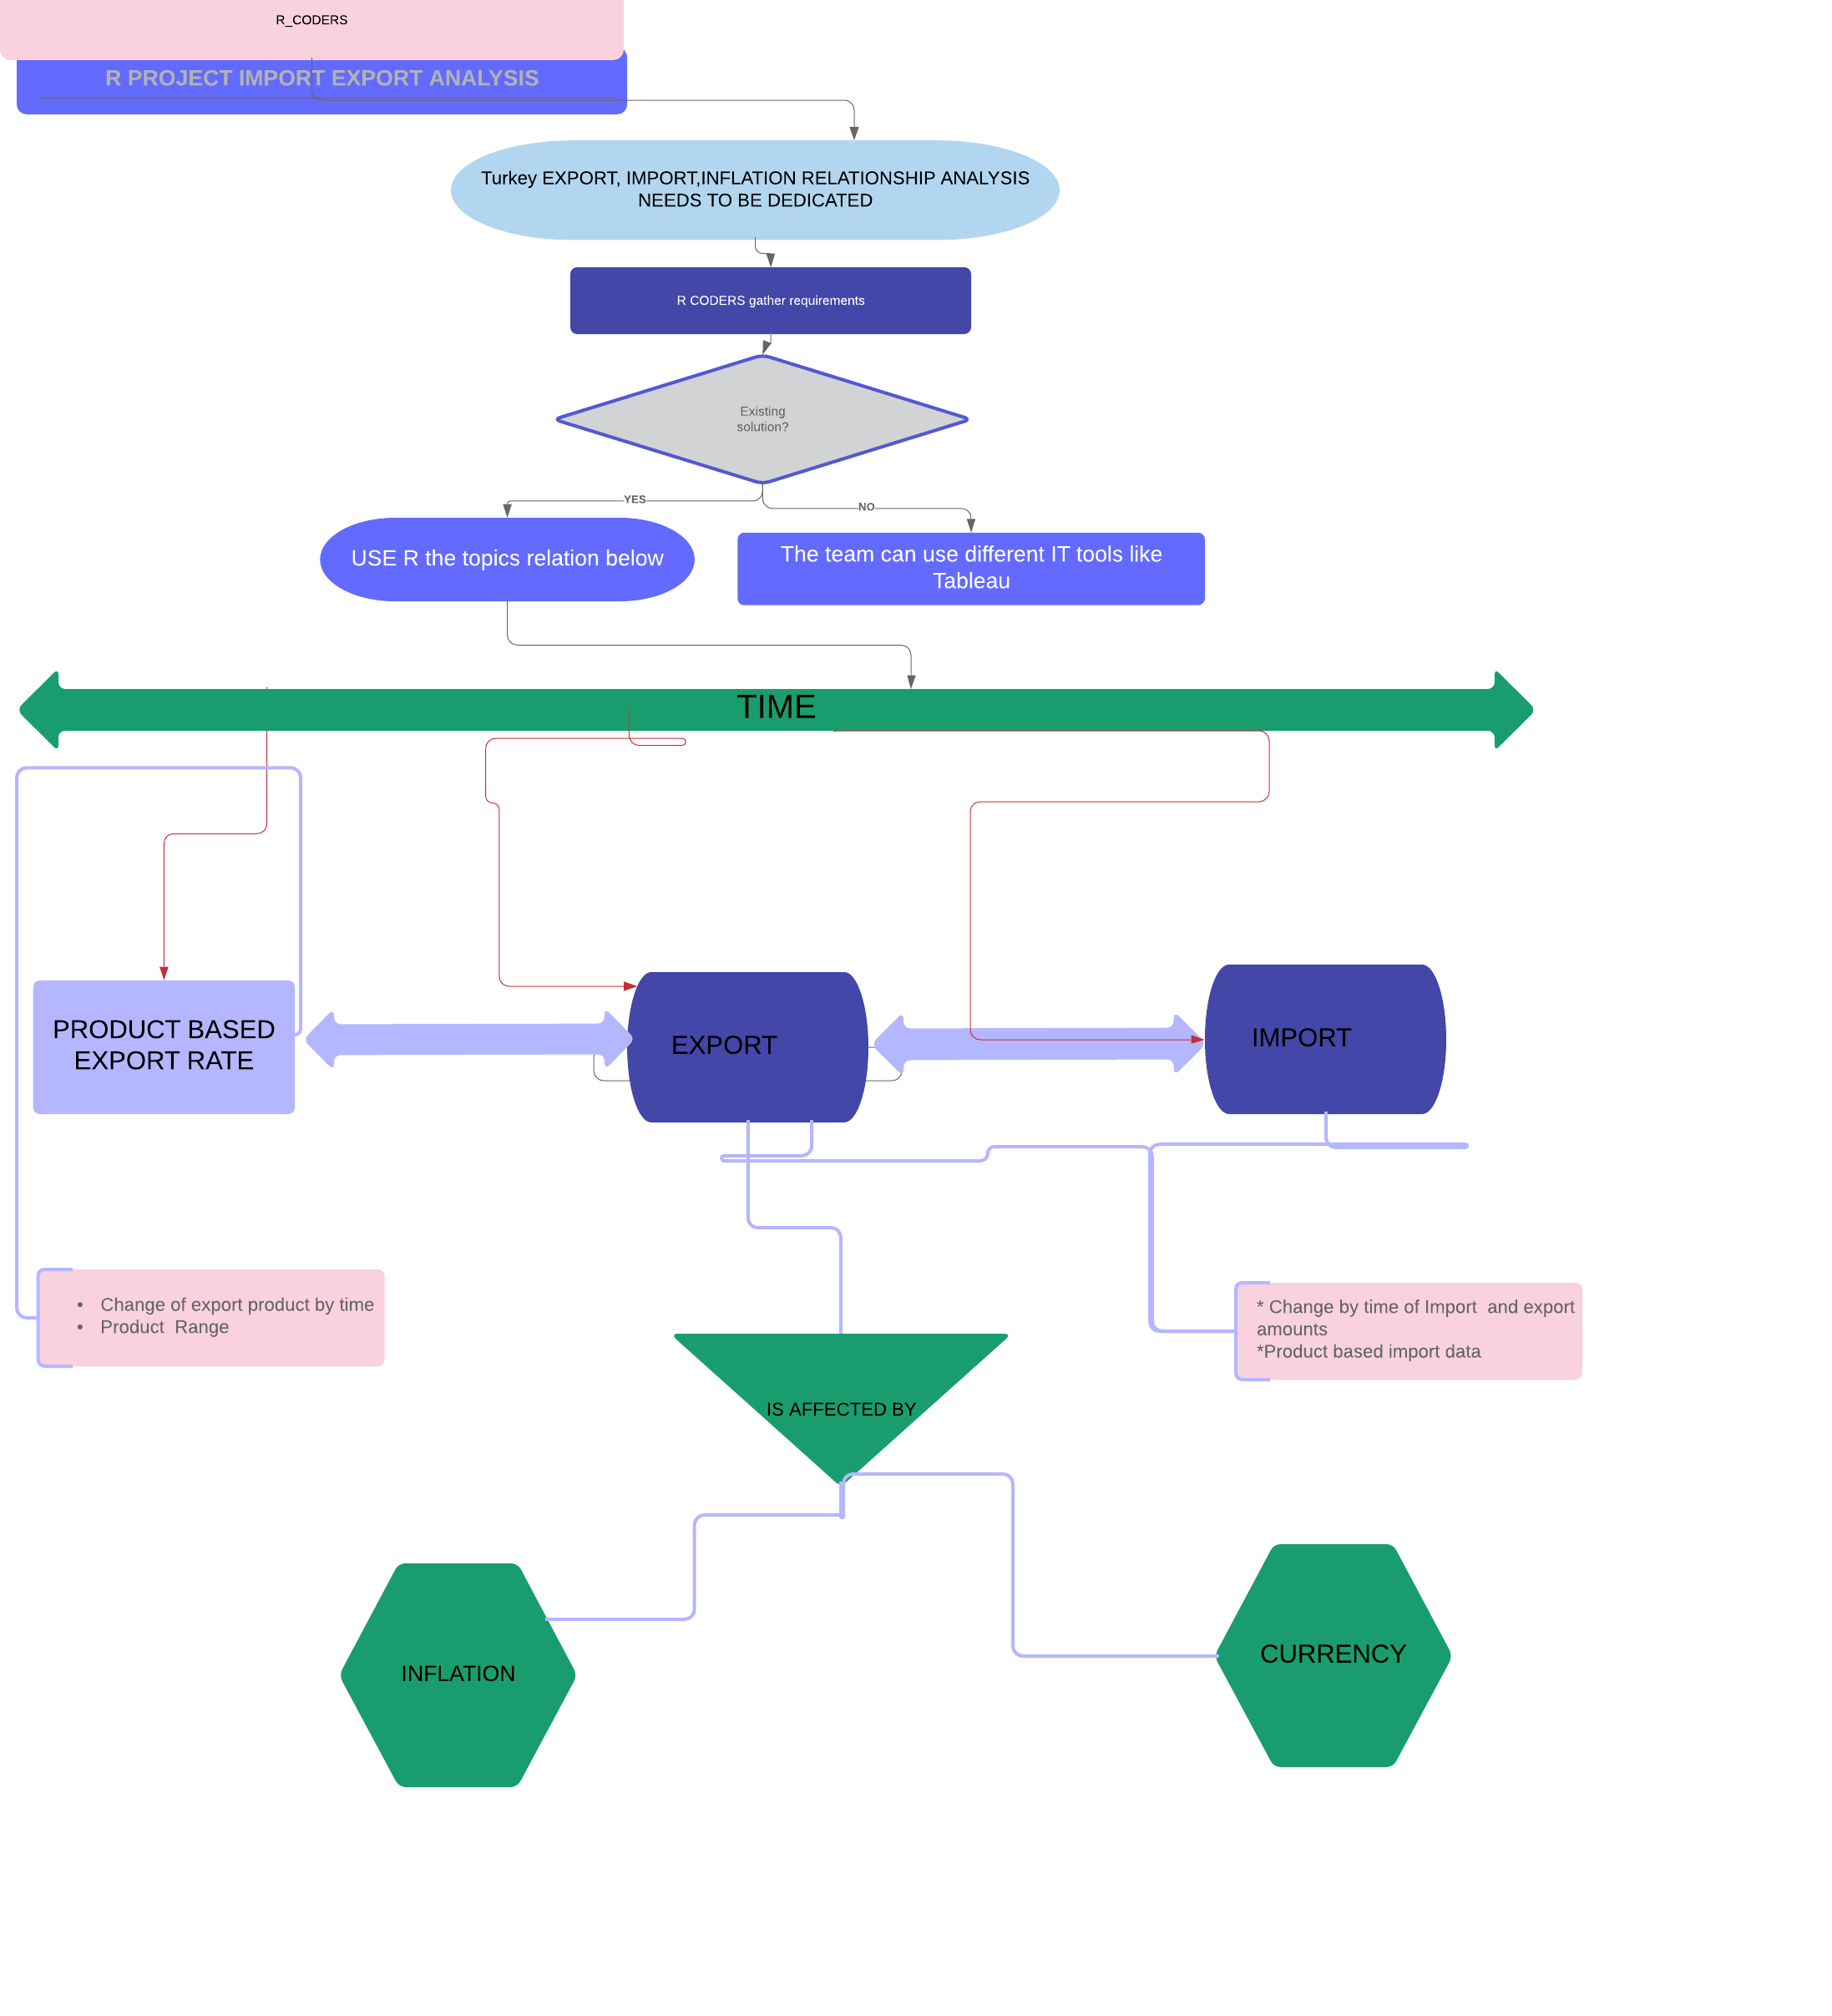 R_CODERS
R PROJECT IMPORT EXPORT ANALYSIS
Turkey EXPORT, IMPORT,INFLATION RELATIONSHIP ANALYSIS
NEEDS TO BE DEDICATED
R CODERS gather requirements
Existing
solution?
YES
NO
USE R the topics relation below
The team can use different IT tools like
Tableau
TIME
PRODUCT BASED
EXPORT RATE
EXPORT
IMPORT
• Change of export product by time
• Product  Range
* Change by time of Import  and export
amounts
*Product based import data
IS AFFECTED BY
INFLATION
CURRENCY